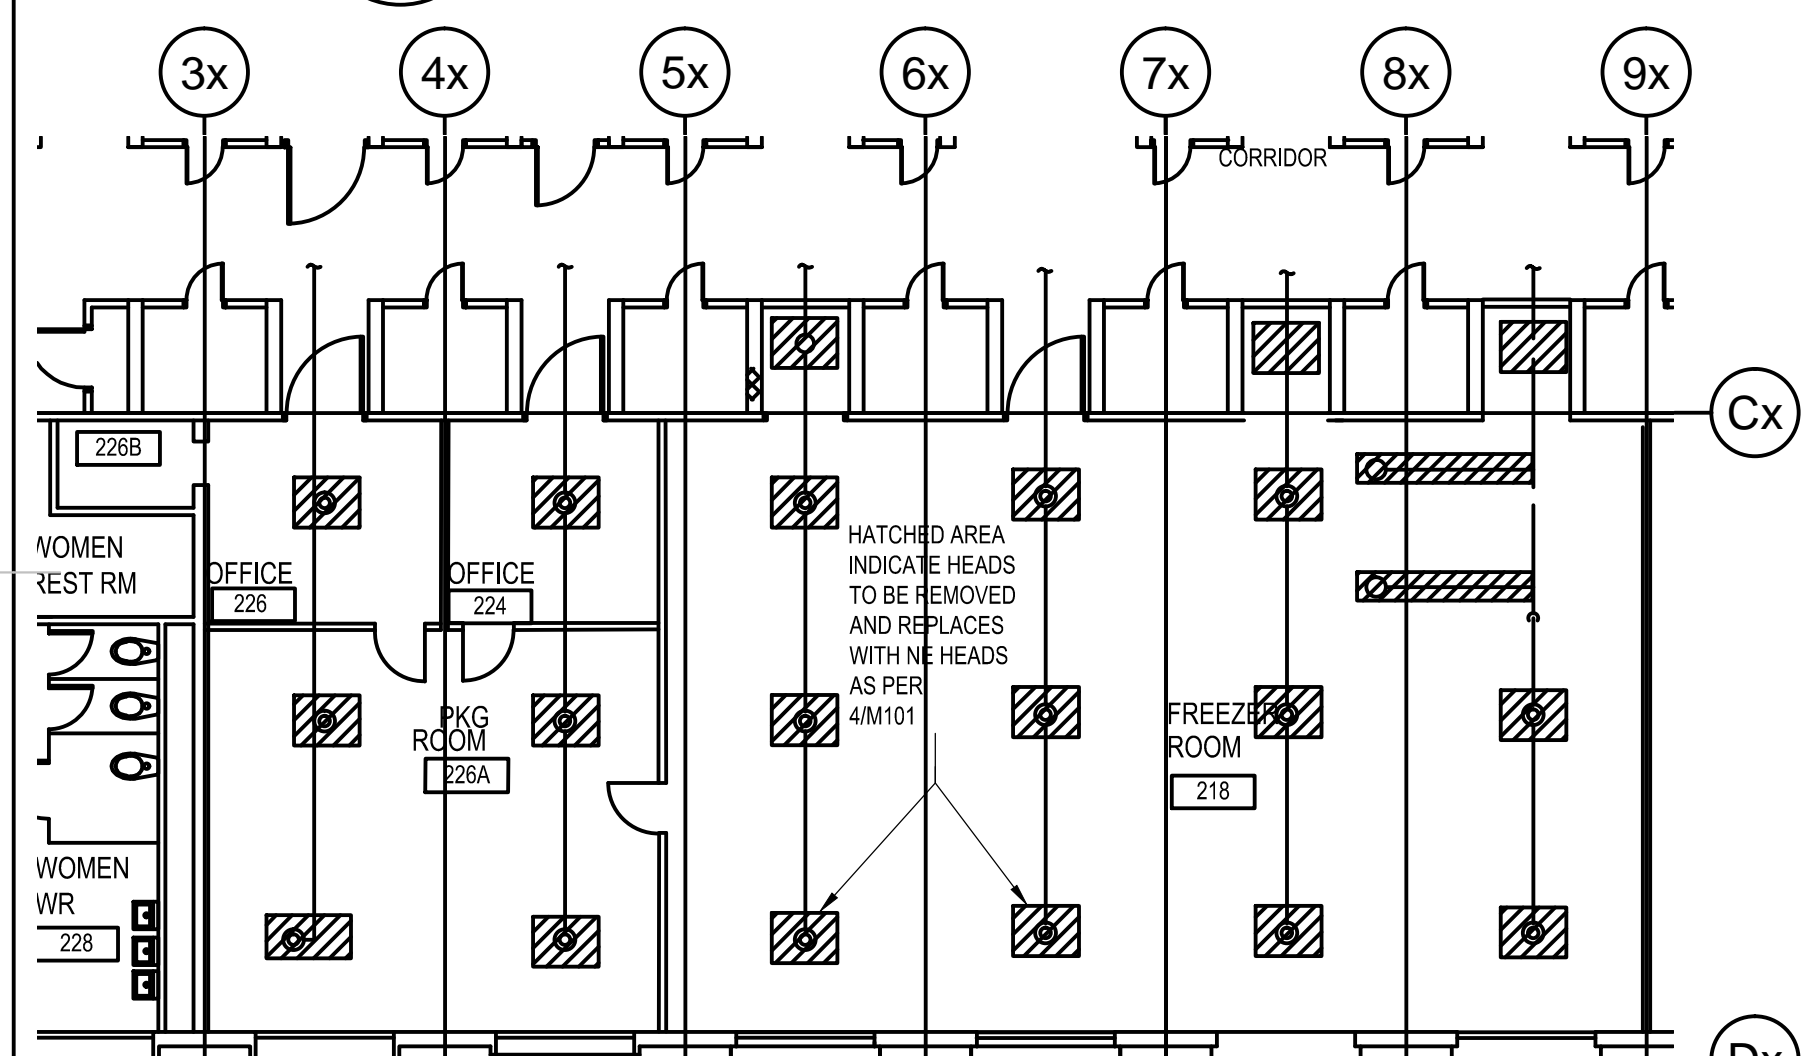 3x
4x
5x
6x
7x
8x
9x
CORRIDOR
Cx
226B
WOMEN
REST RM
OFFICE
226
OFFICE
224
HATCHED AREA
INDICATE HEADS
TO BE REMOVED
AND REPLACES
WITH NE HEADS
AS PER
4/M101
PKG
ROOM
226A
FREEZER
ROOM
218
WOMEN
WR
228
Dx